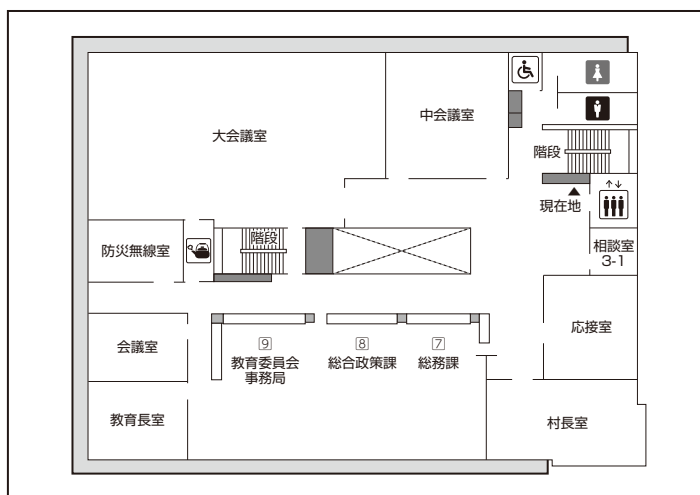 大会議室
中会議室
階段
現在地
防災無線室
階段
相談室
3-1
応接室
会議室
9
教育委員会
事務局
8
総合政策課
7
総務課
教育長室
村長室